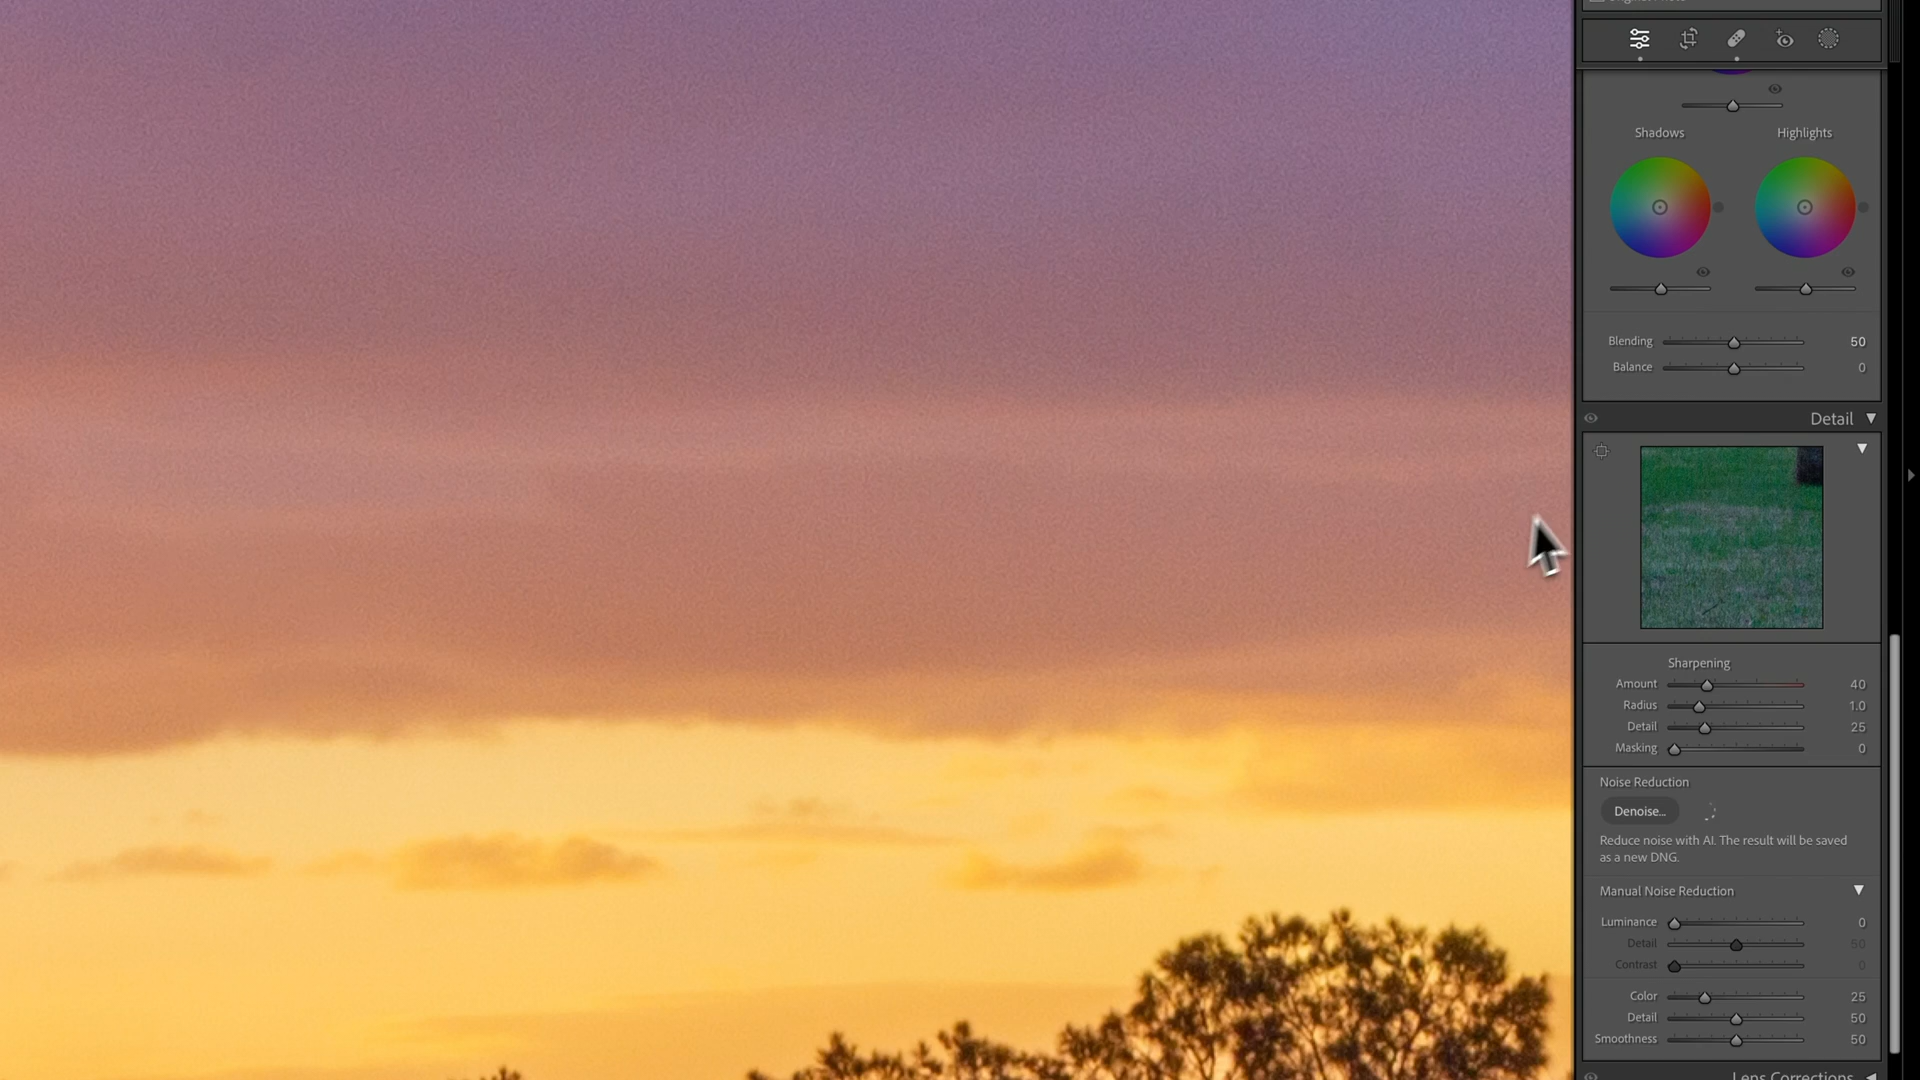 Shadows Highlights
Blending 50
Balance 0
Detail
Sharpening
Amount 40
Radius 1.0
Detail 25
Masking 0
Noise Reduction
Denoise...
Reduce noise with AI. The result will be saved
as a new DNG.
Manual Noise Reduction
Luminance 0
Detail 50
Contrast 0
Color 25
Detail 50
Smoothness 50
Lens Corrections